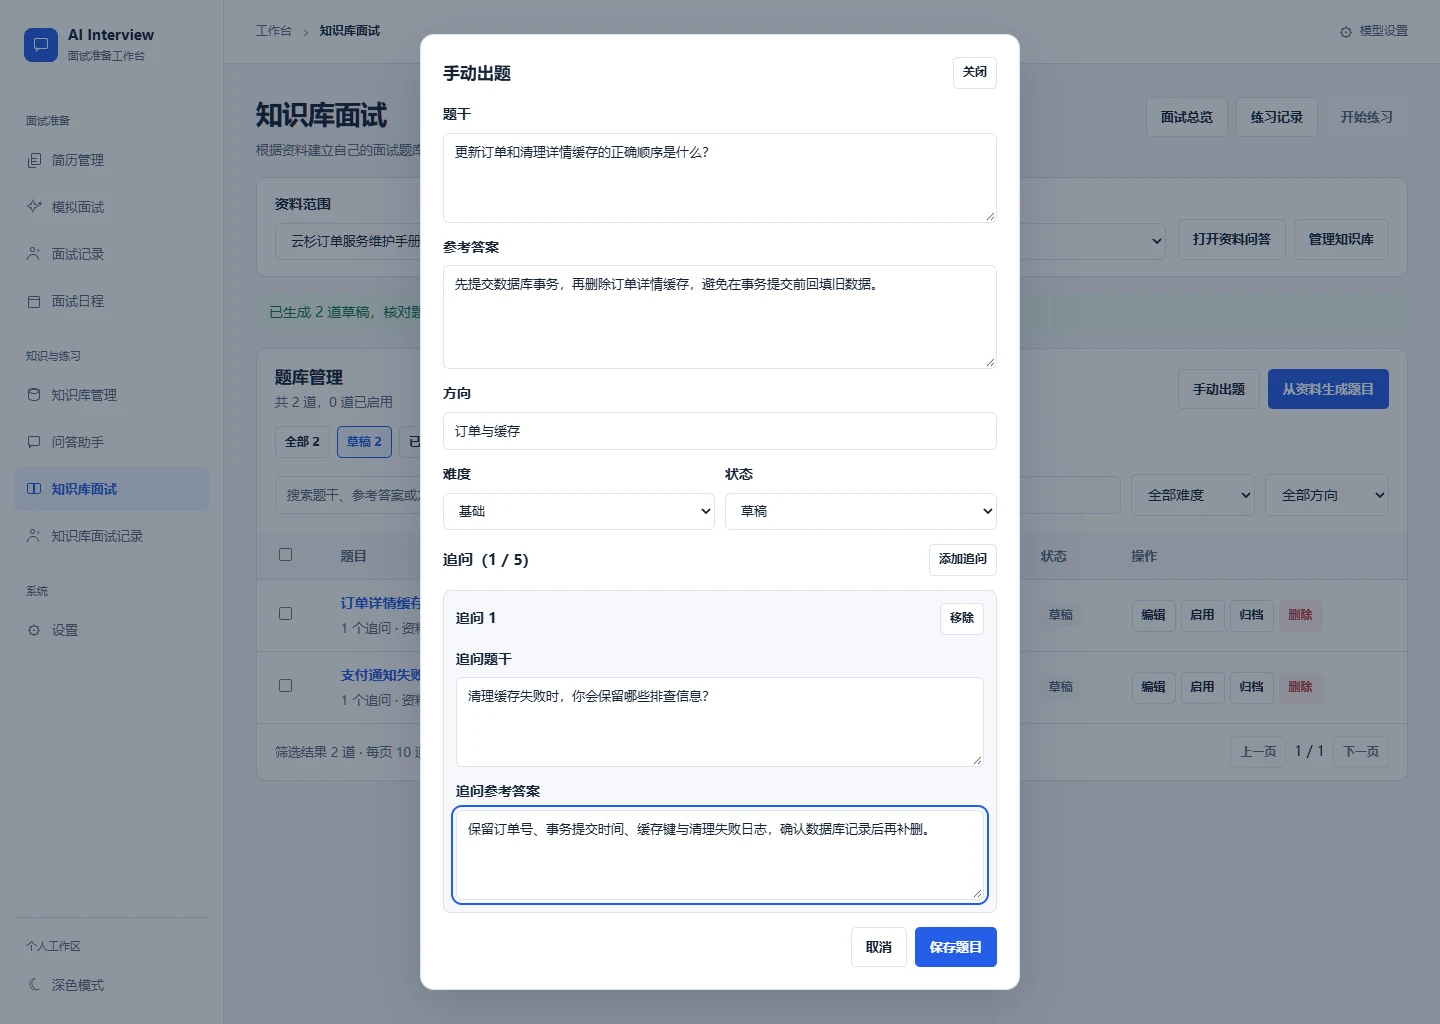 AI Interview
面试准备工作台
面试准备
简历管理
模拟面试
面试记录
面试日程
知识与练习
知识库管理
问答助手
知识库面试
知识库面试记录
系统
设置
个人工作区
深色模式
工作台 › 知识库面试
模型设置
知识库面试
根据资料建立自己的面试题库
面试总览
练习记录
开始练习
资料范围
云杉订单服务维护手册
打开资料问答
管理知识库
已生成 2 道草稿，核对题
题库管理
共 2 道，0 道已启用
手动出题
从资料生成题目
全部 2
草稿 2
已
搜索题干、参考答案或
全部难度
全部方向
题目
状态
操作
订单详情缓存
1 个追问 · 资料
草稿
编辑
启用
归档
删除
支付通知失败
1 个追问 · 资料
草稿
编辑
启用
归档
删除
筛选结果 2 道 · 每页 10 道
上一页
1 / 1
下一页
手动出题
关闭
题干
更新订单和清理详情缓存的正确顺序是什么？
参考答案
先提交数据库事务，再删除订单详情缓存，避免在事务提交前回填旧数据。
方向
订单与缓存
难度
状态
基础
草稿
追问（1 / 5）
添加追问
追问 1
移除
追问题干
清理缓存失败时，你会保留哪些排查信息？
追问参考答案
保留订单号、事务提交时间、缓存键与清理失败日志，确认数据库记录后再补删。
取消
保存题目